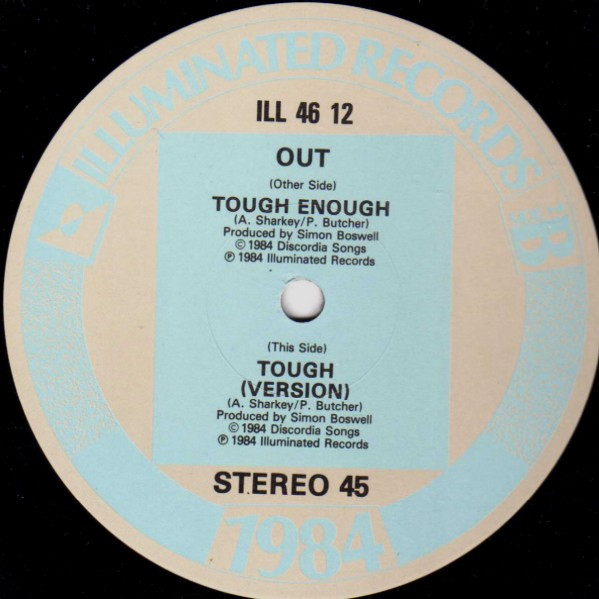 ILLUMINATED RECORDS
ILL 46 12
OUT
(Other Side)
TOUGH ENOUGH
(A. Sharkey/P. Butcher)
Produced by Simon Boswell
© 1984 Discordia Songs
℗ 1984 Illuminated Records
'B'
(This Side)
TOUGH
(VERSION)
(A. Sharkey/P. Butcher)
Produced by Simon Boswell
© 1984 Discordia Songs
℗ 1984 Illuminated Records
STEREO 45
1984